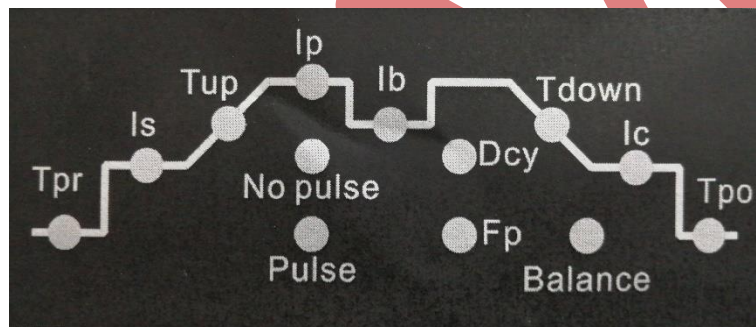 Ip
Tup
Ib
Tdown
Is
Ic
Dcy
Tpr
No pulse
Tpo
Fp
Pulse
Balance